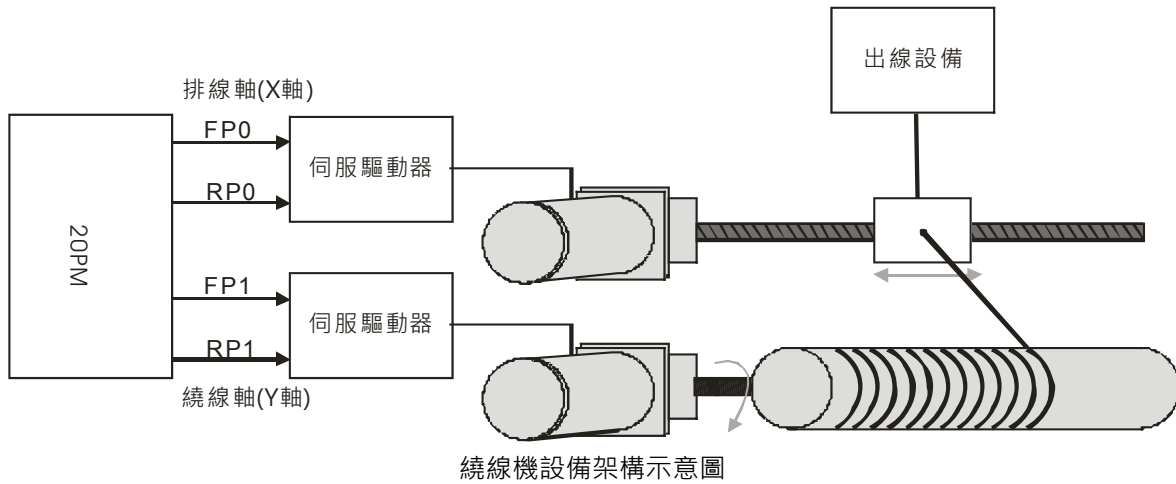 出線設備
排線軸(X軸)
FP0
伺服驅動器
RP0
20PM
FP1
伺服驅動器
RP1
繞線軸(Y軸)
繞線機設備架構示意圖